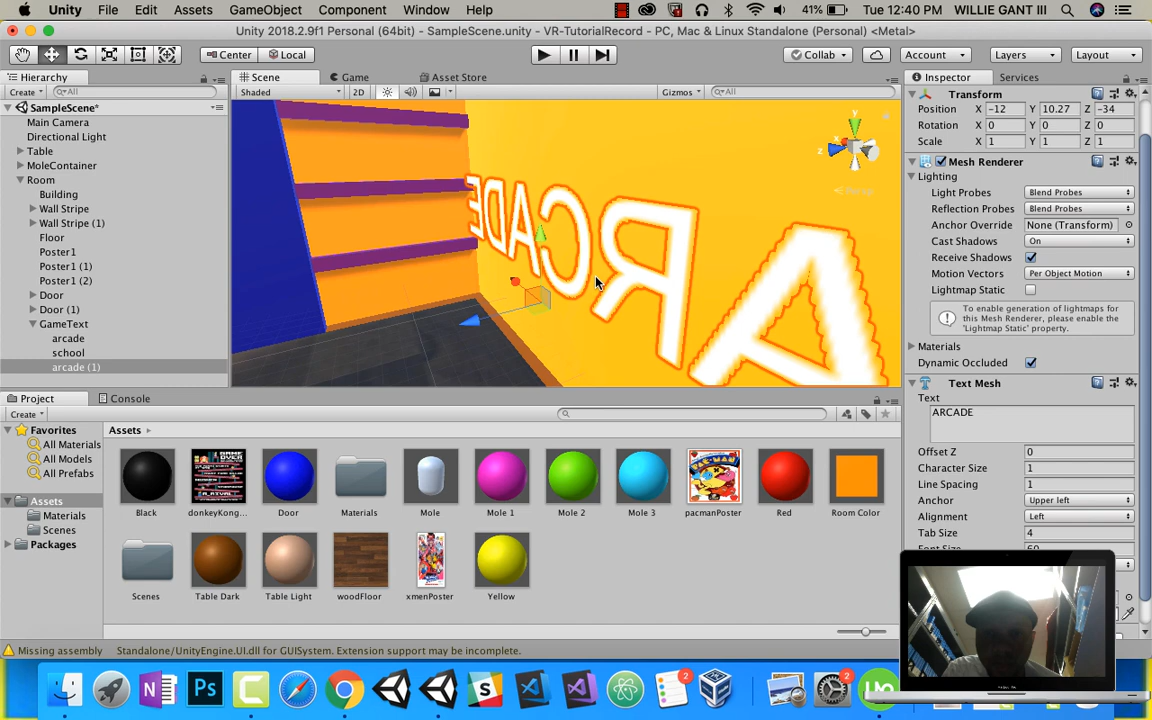 Unity File Edit Assets GameObject Component Window Help 41% Tue 12:40 PM WILLIE GANT III
Unity 2018.2.9f1 Personal (64bit) - SampleScene.unity - VR-TutorialRecord - PC, Mac & Linux Standalone (Personal) <Metal>
Center Local Collab Account Layers Layout
Hierarchy Scene Game Asset Store Inspector Services
Create All Shaded 2D Gizmos All
SampleScene*
Main Camera
Directional Light
Table
MoleContainer
Room
Building
Wall Stripe
Wall Stripe (1)
Floor
Poster1
Poster1 (1)
Poster1 (2)
Door
Door (1)
GameText
arcade
school
arcade (1)
y
z
ARCADE
Transform
Position X -12 Y 10.27 Z -34
Rotation X 0 Y 0 Z 0
Scale X 1 Y 1 Z 1
Mesh Renderer
Lighting
Light Probes Blend Probes
Reflection Probes Blend Probes
Anchor Override None (Transform)
Cast Shadows On
Receive Shadows
Motion Vectors Per Object Motion
Lightmap Static
To enable generation of lightmaps for
this Mesh Renderer, please enable the
'Lightmap Static' property.
Materials
Dynamic Occluded
Text Mesh
Text
ARCADE
Offset Z 0
Character Size 1
Line Spacing 1
Anchor Upper left
Alignment Left
Tab Size 4
Font Size 60
Project Console
Create
Favorites
All Materials
All Models
All Prefabs
Assets
Materials
Scenes
Packages
Assets
Black donkeyKong... Door Materials Mole Mole 1 Mole 2 Mole 3 pacmanPoster Red Room Color
Scenes Table Dark Table Light woodFloor xmenPoster Yellow
Missing assembly Standalone/UnityEngine.UI.dll for GUISystem. Extension support may be incomplete.
2 2